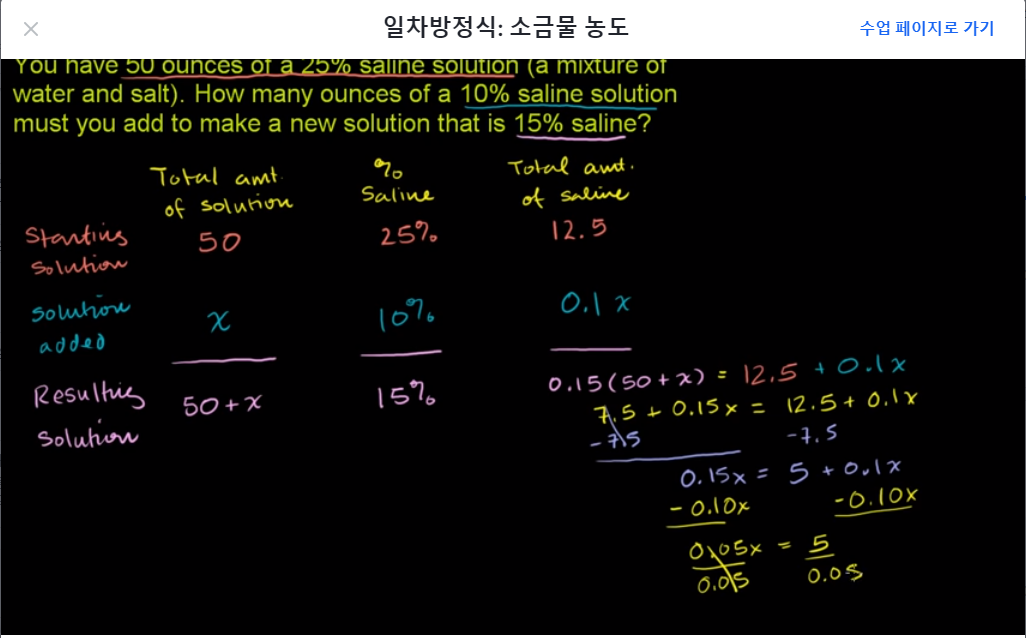 일차방정식: 소금물 농도
수업 페이지로 가기
You have 50 ounces of a 25% saline solution (a mixture of
water and salt). How many ounces of a 10% saline solution
must you add to make a new solution that is 15% saline?
Total amt.
of solution
%
Saline
Total amt.
of saline
Starting
solution
50
25%
12.5
Solution
added
x
10%
0.1x
Resulting
Solution
50+x
15%
0.15(50+x) = 12.5 + 0.1x
7.5 + 0.15x = 12.5 + 0.1x
-7.5
-7.5
0.15x = 5 + 0.1x
-0.10x
-0.10x
0.05x = 5
0.05
0.05